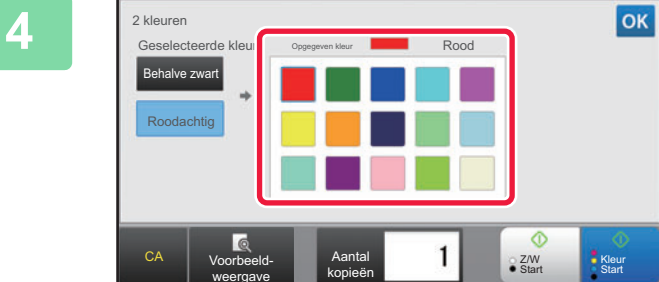 4
2 kleuren
OK
Geselecteerde kleur
Opgegeven kleur
Rood
Behalve zwart
Roodachtig
CA
Voorbeeld-
weergave
Aantal
kopieën
1
Z/W
Start
Kleur
Start